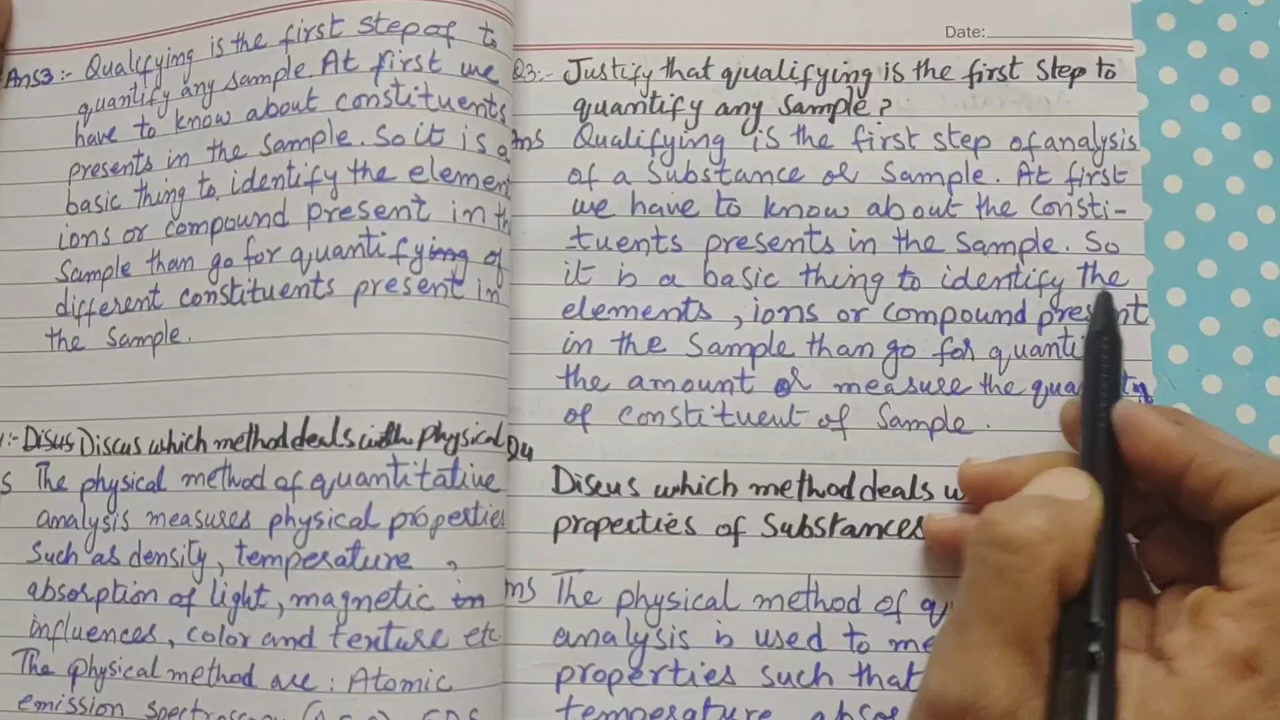 Ans3:- Qualifying is the first step of to
quantify any sample. At first we
have to know about constituents
presents in the sample. So it is a
basic thing to identify the element
ions or compound present in th
Sample than go for quantifying of
different constituents present in
the Sample.
:- Disus Discus which method deals with physical
s The physical method of quantitative
analysis measures physical properties
such as density, temperature,
absorption of light, magnetic in
influences, color and texture etc.
The physical method are: Atomic
emission
Date:
Q3:- Justify that qualifying is the first step to
quantify any sample?
Ans Qualifying is the first step of analysis
of a Substance or Sample. At first
we have to know about the Consti-
tuents presents in the Sample. So
it is a basic thing to identify the
elements, ions or compound present
in the Sample than go for quanti
the amount or measure the
of constituent of Sample.
Q4
Discus which method deals w
properties of Substances
Ans The physical method of
analysis is used to me
properties such that
temperature